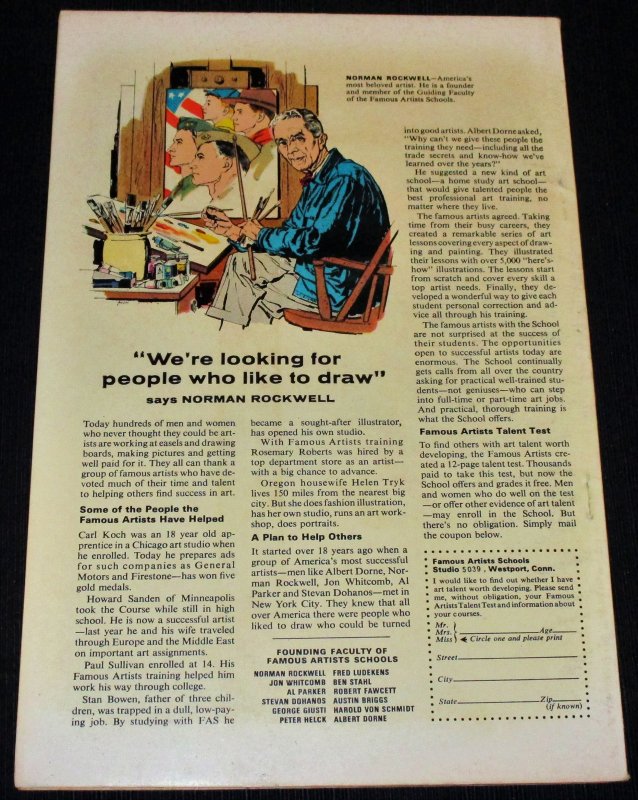 NORMAN ROCKWELL—America's
most beloved artist. He is a founder
and member of the Guiding Faculty
of the Famous Artists Schools.
"We're looking for
people who like to draw"
says NORMAN ROCKWELL
Today hundreds of men and women
who never thought they could be art-
ists are working at easels and drawing
boards, making pictures and getting
well paid for it. They all can thank a
group of famous artists who have de-
voted much of their time and talent
to helping others find success in art.
Some of the People the
Famous Artists Have Helped
Carl Koch was an 18 year old ap-
prentice in a Chicago art studio when
he enrolled. Today he prepares ads
for such companies as General
Motors and Firestone—has won five
gold medals.
Howard Sanden of Minneapolis
took the Course while still in high
school. He is now a successful artist
—last year he and his wife traveled
through Europe and the Middle East
on important art assignments.
Paul Sullivan enrolled at 14. His
Famous Artists training helped him
work his way through college.
Stan Bowen, father of three chil-
dren, was trapped in a dull, low-pay-
ing job. By studying with FAS he
became a sought-after illustrator,
has opened his own studio.
With Famous Artists training
Rosemary Roberts was hired by a
top department store as an artist—
with a big chance to advance.
Oregon housewife Helen Tryk
lives 150 miles from the nearest big
city. But she does fashion illustration,
has her own studio, runs an art work-
shop, does portraits.
A Plan to Help Others
It started over 18 years ago when a
group of America's most successful
artists—men like Albert Dorne, Nor-
man Rockwell, Jon Whitcomb, Al
Parker and Stevan Dohanos—met in
New York City. They knew that all
over America there were people who
liked to draw who could be turned
FOUNDING FACULTY OF
FAMOUS ARTISTS SCHOOLS
NORMAN ROCKWELL FRED LUDEKENS
JON WHITCOMB BEN STAHL
AL PARKER ROBERT FAWCETT
STEVAN DOHANOS AUSTIN BRIGGS
GEORGE GIUSTI HAROLD VON SCHMIDT
PETER HELCK ALBERT DORNE
into good artists. Albert Dorne asked,
"Why can't we give these people the
training they need—including all the
trade secrets and know-how we've
learned over the years?"
He suggested a new kind of art
school—a home study art school—
that would give talented people the
best professional art training, no
matter where they live.
The famous artists agreed. Taking
time from their busy careers, they
created a remarkable series of art
lessons covering every aspect of draw-
ing and painting. They illustrated
their lessons with over 5,000 "here's-
how" illustrations. The lessons start
from scratch and cover every skill a
top artist needs. Finally, they de-
veloped a wonderful way to give each
student personal correction and ad-
vice all through his training.
The famous artists with the School
are not surprised at the success of
their students. The opportunities
open to successful artists today are
enormous. The School continually
gets calls from all over the country
asking for practical well-trained stu-
dents—not geniuses—who can step
into full-time or part-time art jobs.
And practical, thorough training is
what the School offers.
Famous Artists Talent Test
To find others with art talent worth
developing, the Famous Artists cre-
ated a 12-page talent test. Thousands
paid to take this test, but now the
School offers and grades it free. Men
and women who do well on the test
—or offer other evidence of art talent
—may enroll in the School. But
there's no obligation. Simply mail
the coupon below.
Famous Artists Schools
Studio 5039, Westport, Conn.
I would like to find out whether I have
art talent worth developing. Please send
me, without obligation, your Famous
Artists Talent Test and information about
your courses.
Mr.
Mrs. Age
Miss Circle one and please print
Street
City
State Zip
(if known)